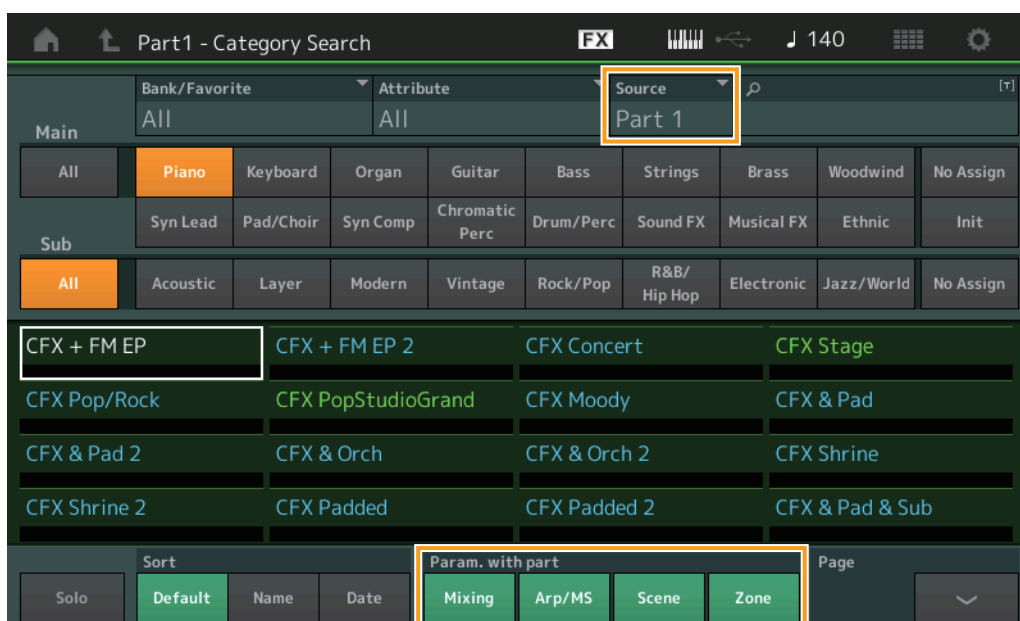 Part1 - Category Search FX 140
Bank/Favorite Attribute Source [T]
All All Part 1
Main
All Piano Keyboard Organ Guitar Bass Strings Brass Woodwind No Assign
Syn Lead Pad/Choir Syn Comp Chromatic Perc Drum/Perc Sound FX Musical FX Ethnic Init
Sub
All Acoustic Layer Modern Vintage Rock/Pop R&B/ Hip Hop Electronic Jazz/World No Assign
CFX + FM EP CFX + FM EP 2 CFX Concert CFX Stage
CFX Pop/Rock CFX PopStudioGrand CFX Moody CFX & Pad
CFX & Pad 2 CFX & Orch CFX & Orch 2 CFX Shrine
CFX Shrine 2 CFX Padded CFX Padded 2 CFX & Pad & Sub
Sort Param. with part Page
Solo Default Name Date Mixing Arp/MS Scene Zone